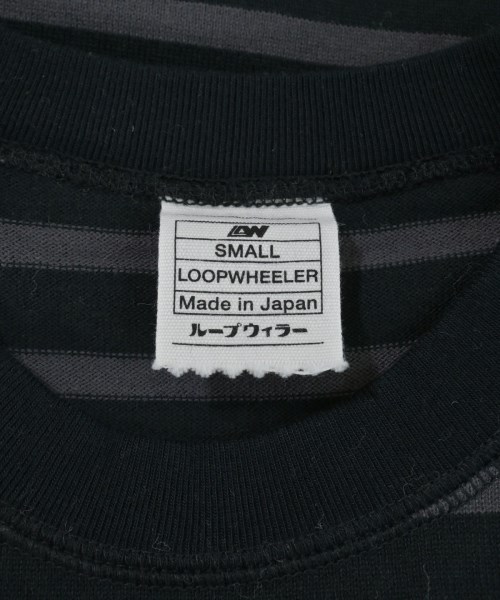 LW
SMALL
LOOPWHEELER
Made in Japan
ループウィラー